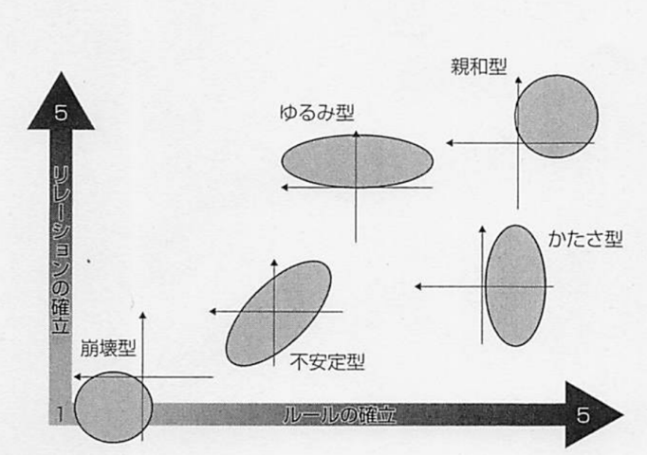 親和型
5
ゆるみ型
リレーションの確立
かたさ型
崩壊型
不安定型
1
ルールの確立
5